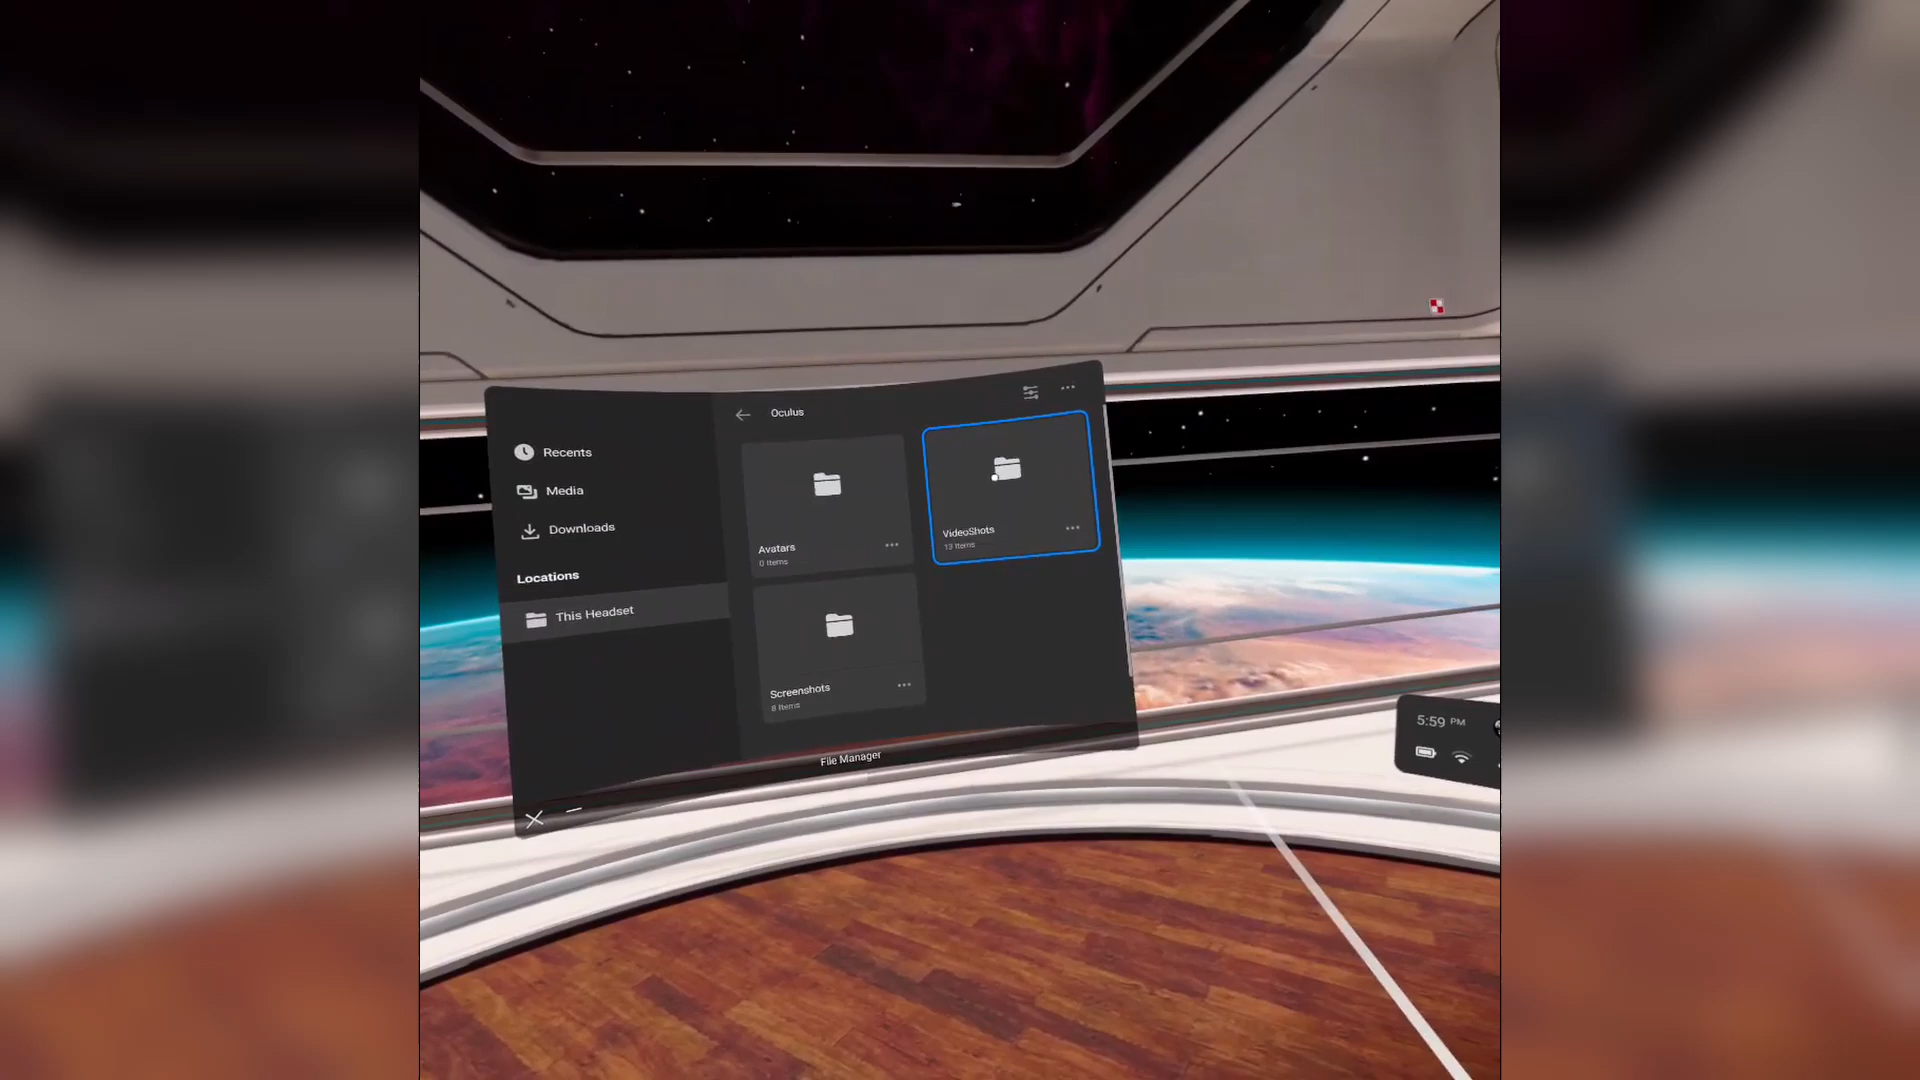 Oculus
Recents
Media
Downloads
Locations
This Headset
Avatars
0 Items
VideoShots
13 Items
Screenshots
8 Items
File Manager
5:59 PM